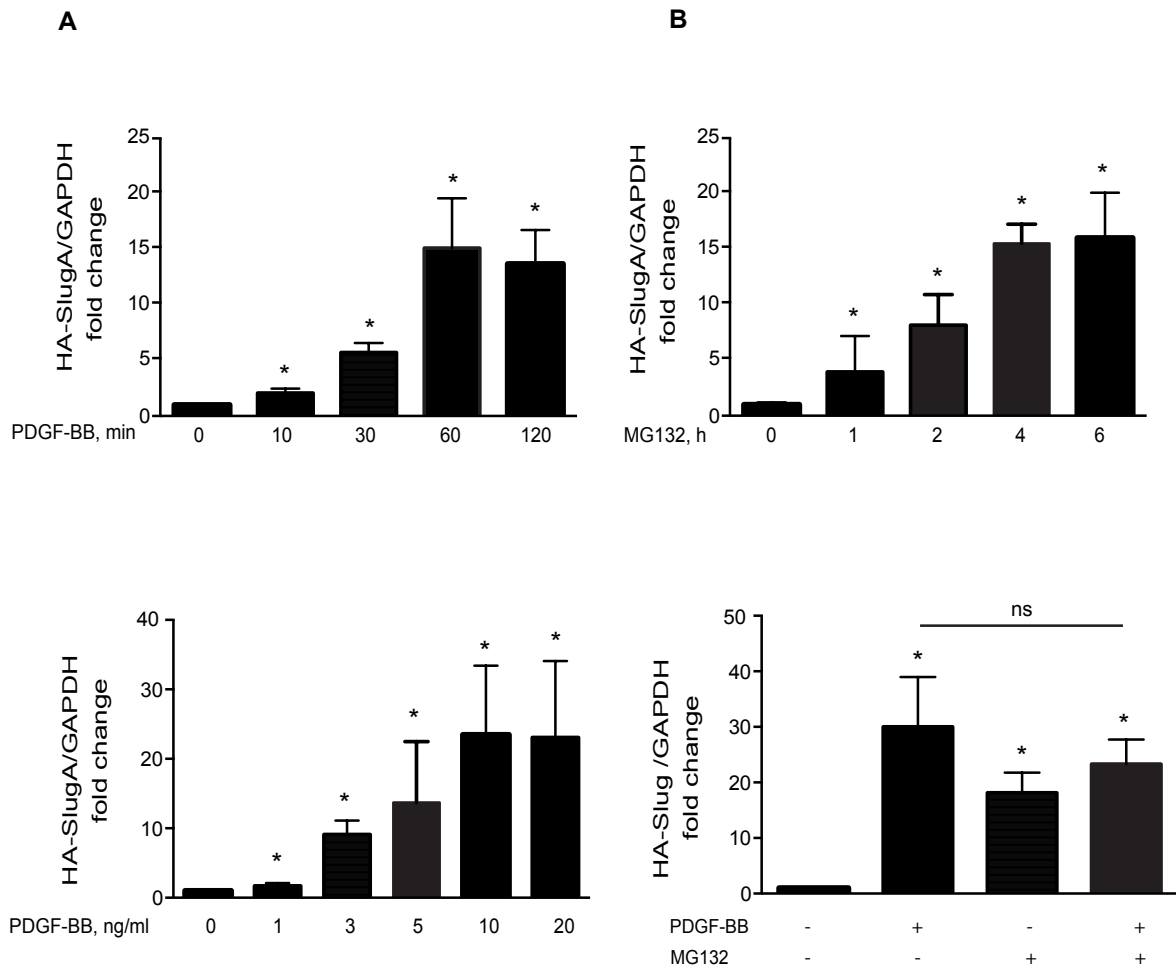 A
HA-SlugA/GAPDH
fold change
25
20
15
10
5
0
* * * *
PDGF-BB, min 0 10 30 60 120
B
HA-SlugA/GAPDH
fold change
25
20
15
10
5
0
* * * *
MG132, h 0 1 2 4 6
HA-SlugA/GAPDH
fold change
40
30
20
10
0
* * * * *
PDGF-BB, ng/ml 0 1 3 5 10 20
HA-Slug /GAPDH
fold change
50
40
30
20
10
0
ns
* * *
PDGF-BB - + - +
MG132 - - + +